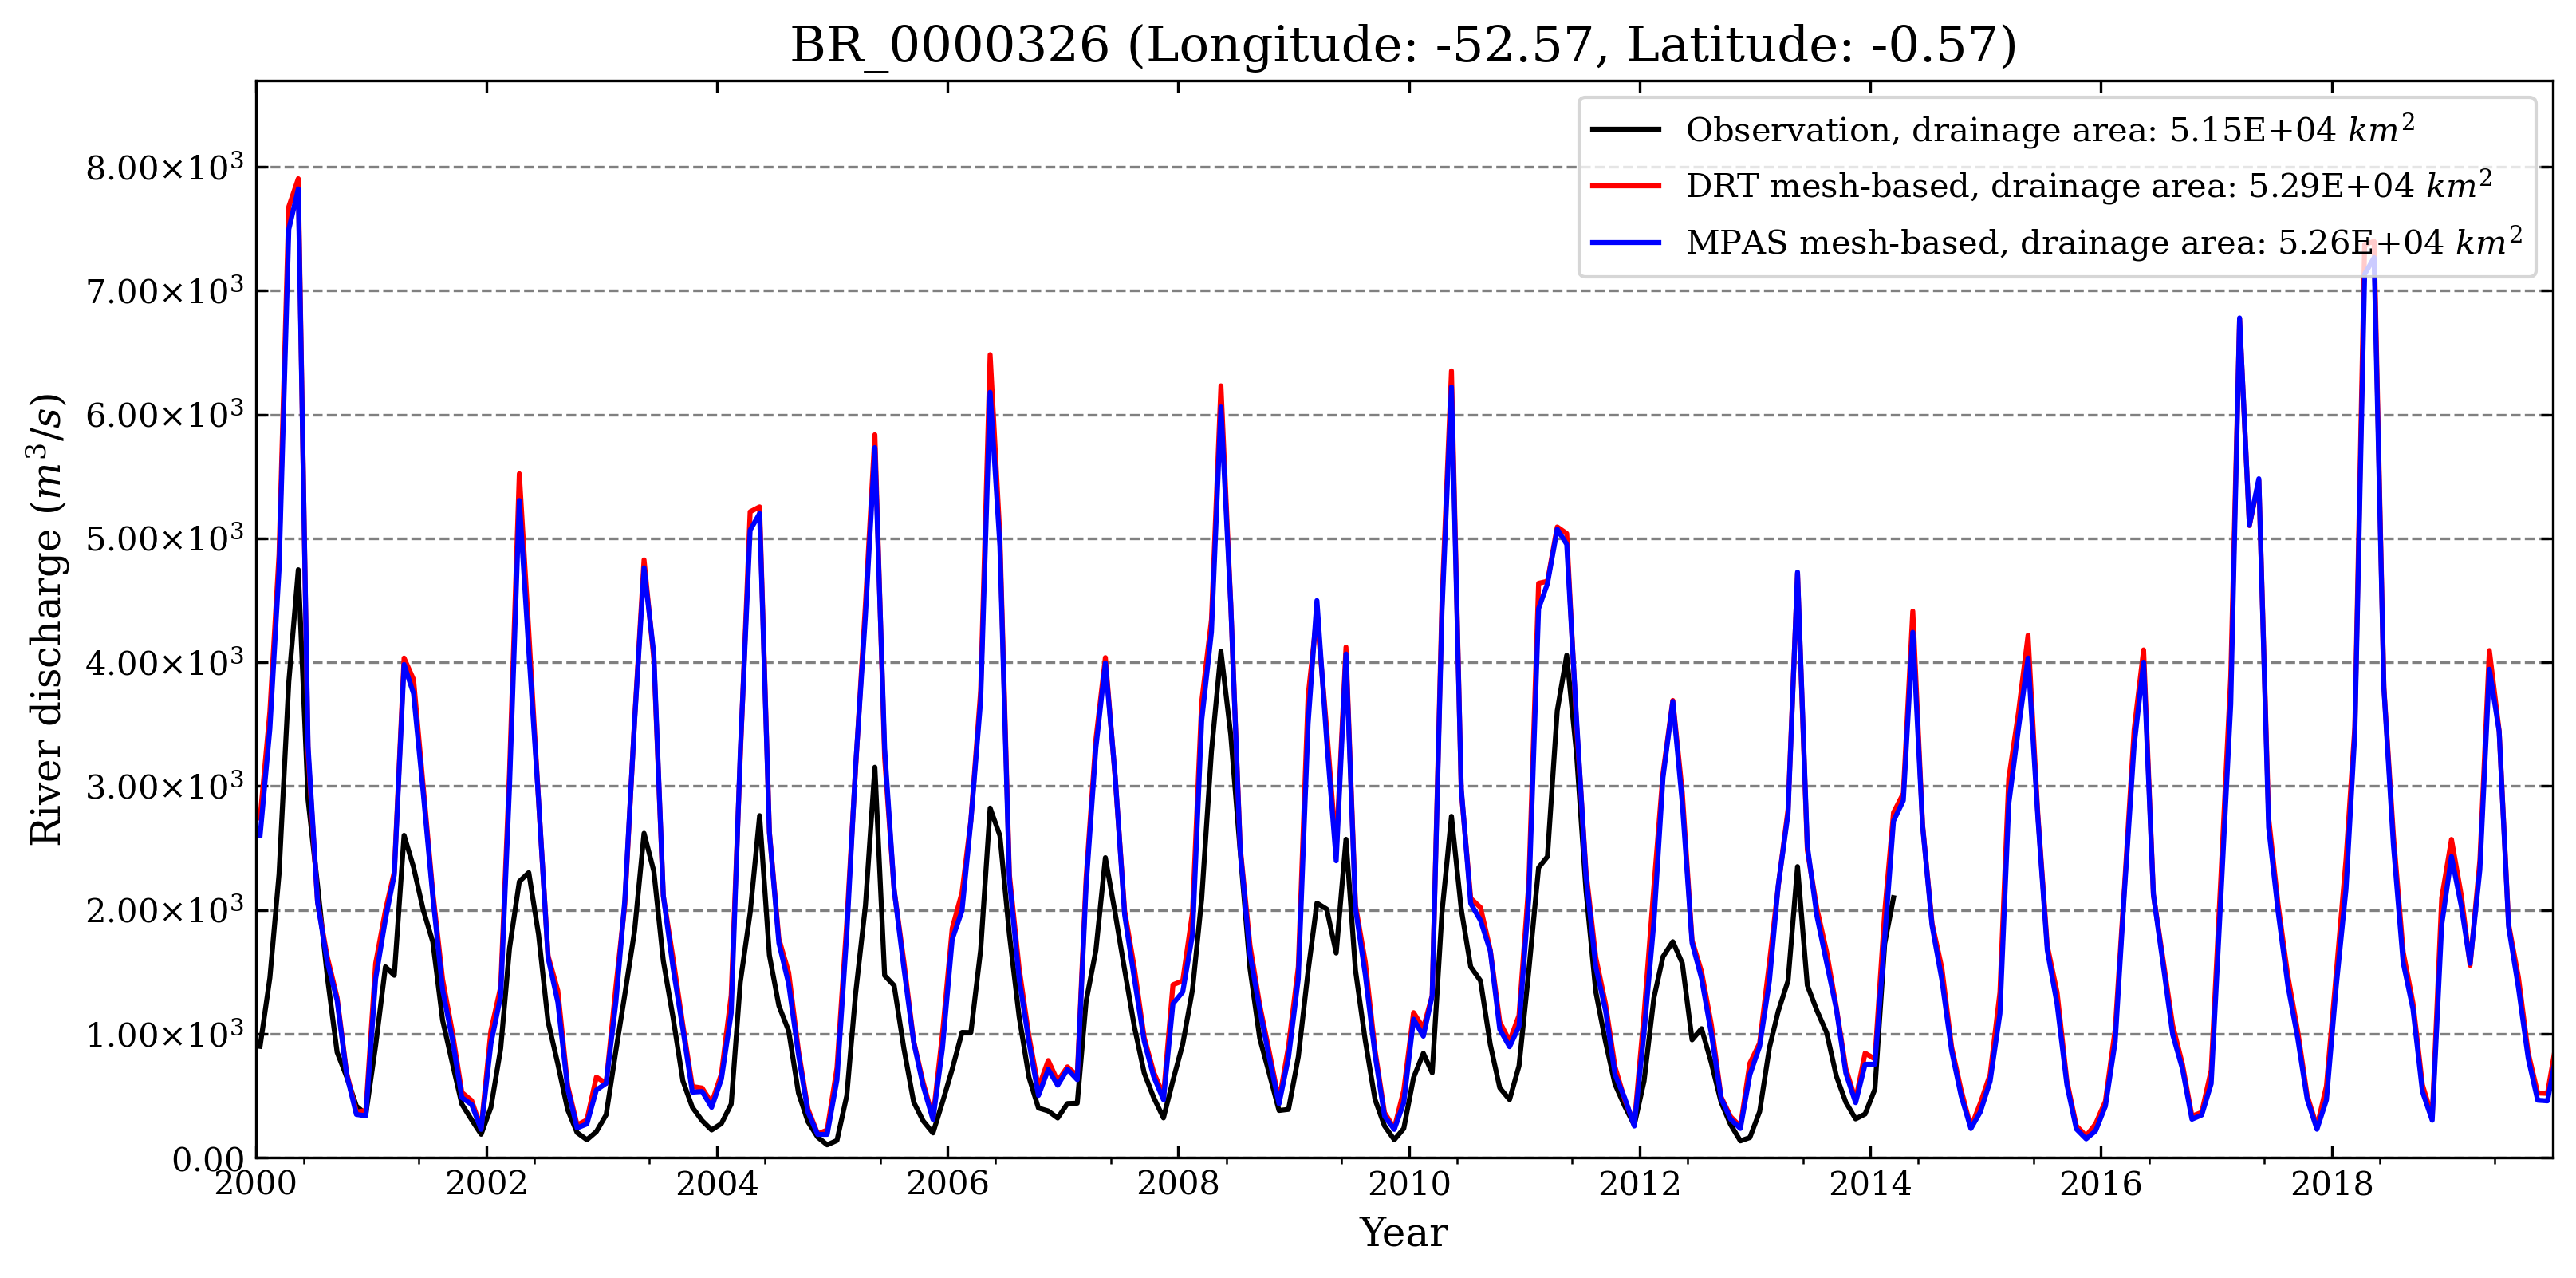 BR_0000326 (Longitude: -52.57, Latitude: -0.57)
Observation, drainage area: 5.15E+04 km²
DRT mesh-based, drainage area: 5.29E+04 km²
MPAS mesh-based, drainage area: 5.26E+04 km²
River discharge (m³/s)
8.00×10³
7.00×10³
6.00×10³
5.00×10³
4.00×10³
3.00×10³
2.00×10³
1.00×10³
0.00
2000 2002 2004 2006 2008 2010 2012 2014 2016 2018
Year